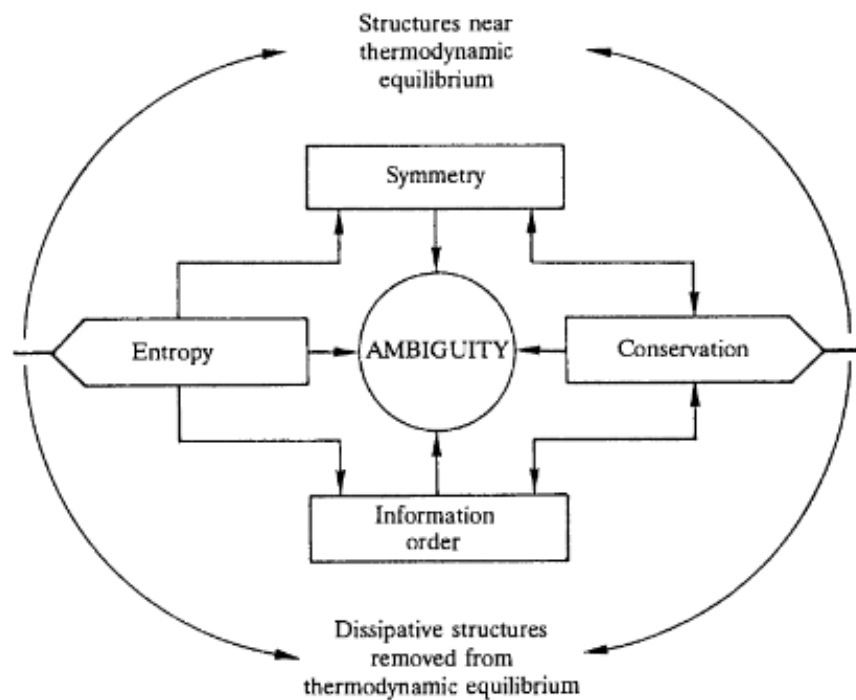 Structures near
thermodynamic
equilibrium
Symmetry
Entropy
AMBIGUITY
Conservation
Information
order
Dissipative structures
removed from
thermodynamic equilibrium